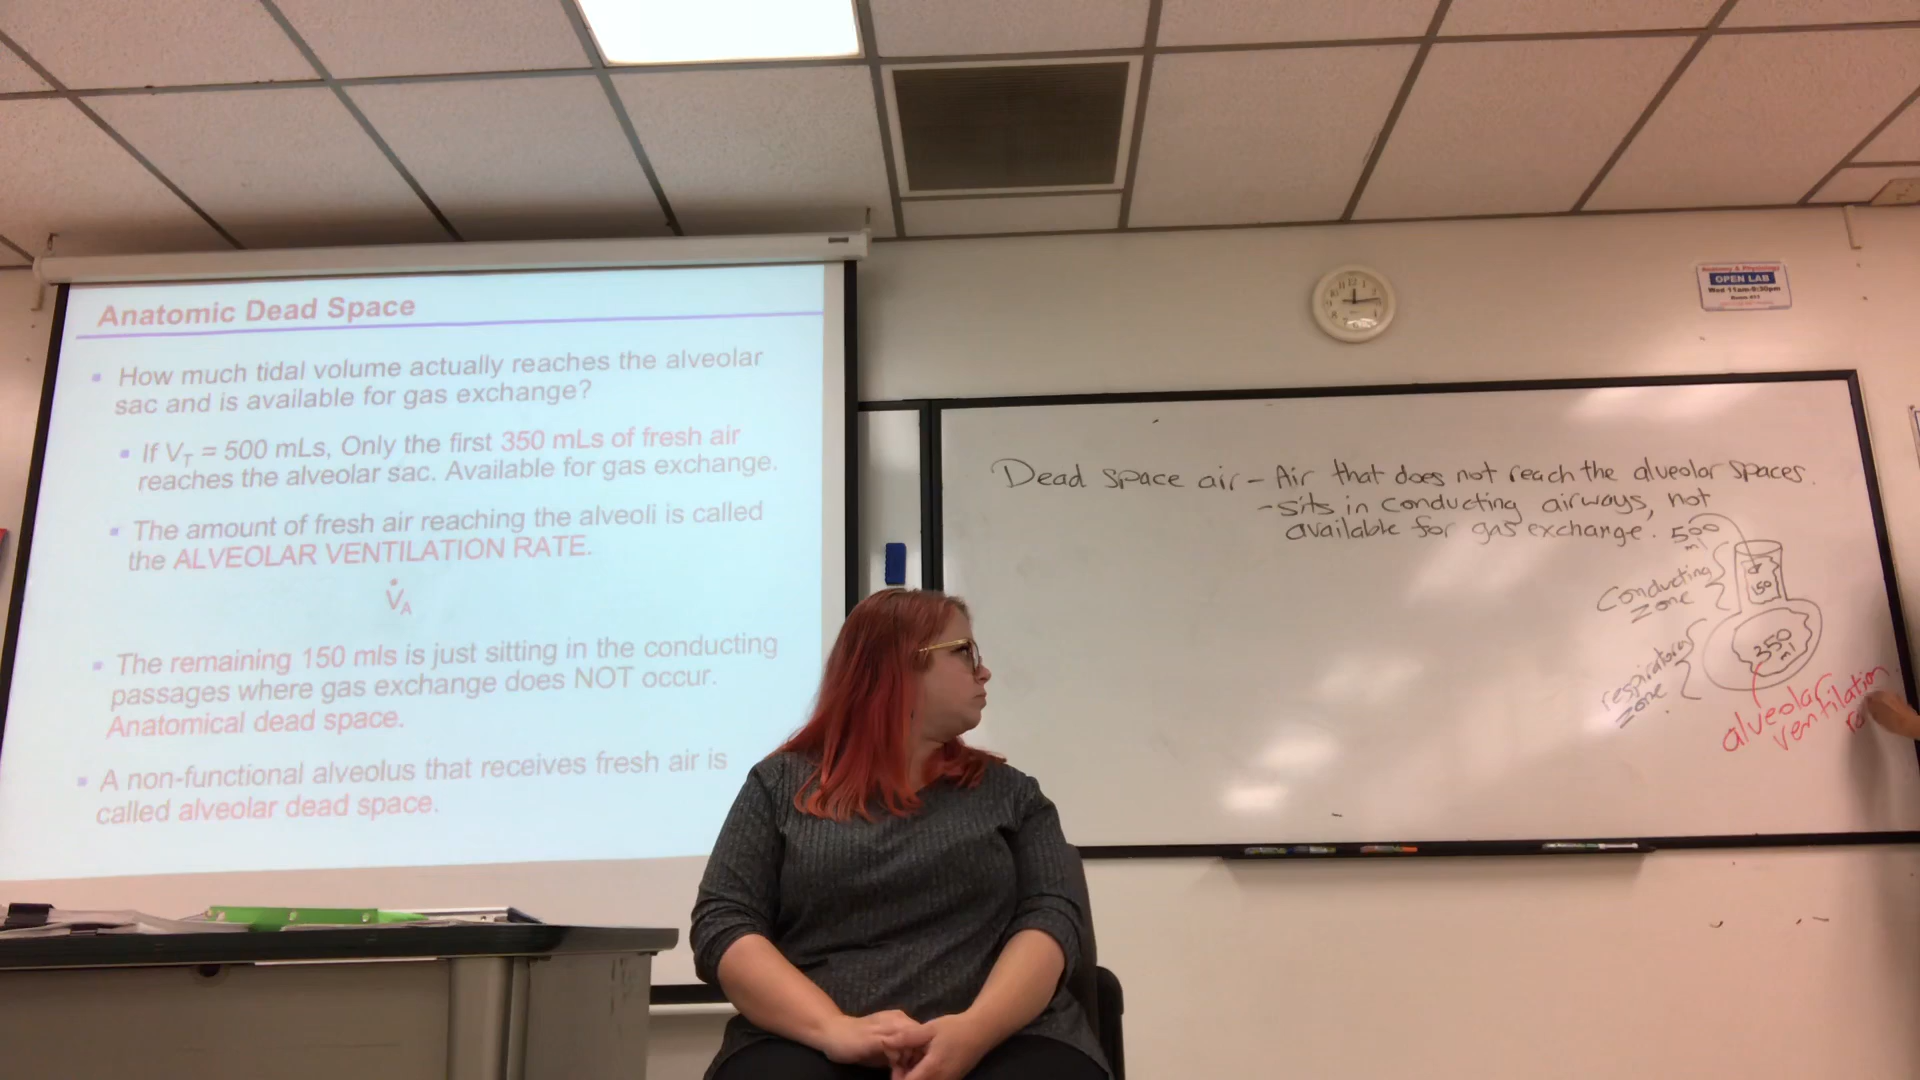 Anatomic Dead Space
How much tidal volume actually reaches the alveolar
sac and is available for gas exchange?
If VT = 500 mLs, Only the first 350 mLs of fresh air
reaches the alveolar sac. Available for gas exchange.
The amount of fresh air reaching the alveoli is called
the ALVEOLAR VENTILATION RATE.
V̇A
The remaining 150 mls is just sitting in the conducting
passages where gas exchange does NOT occur.
Anatomical dead space.
A non-functional alveolus that receives fresh air is
called alveolar dead space.
Anatomy & Physiology
OPEN LAB
Wed 11am-
Dead space air - Air that does not reach the alveolar spaces.
- sits in conducting airways, not
available for gas exchange.
500
ml
Conducting
zone
150
respiratory
zone
350
ml
alveolar
ventilation